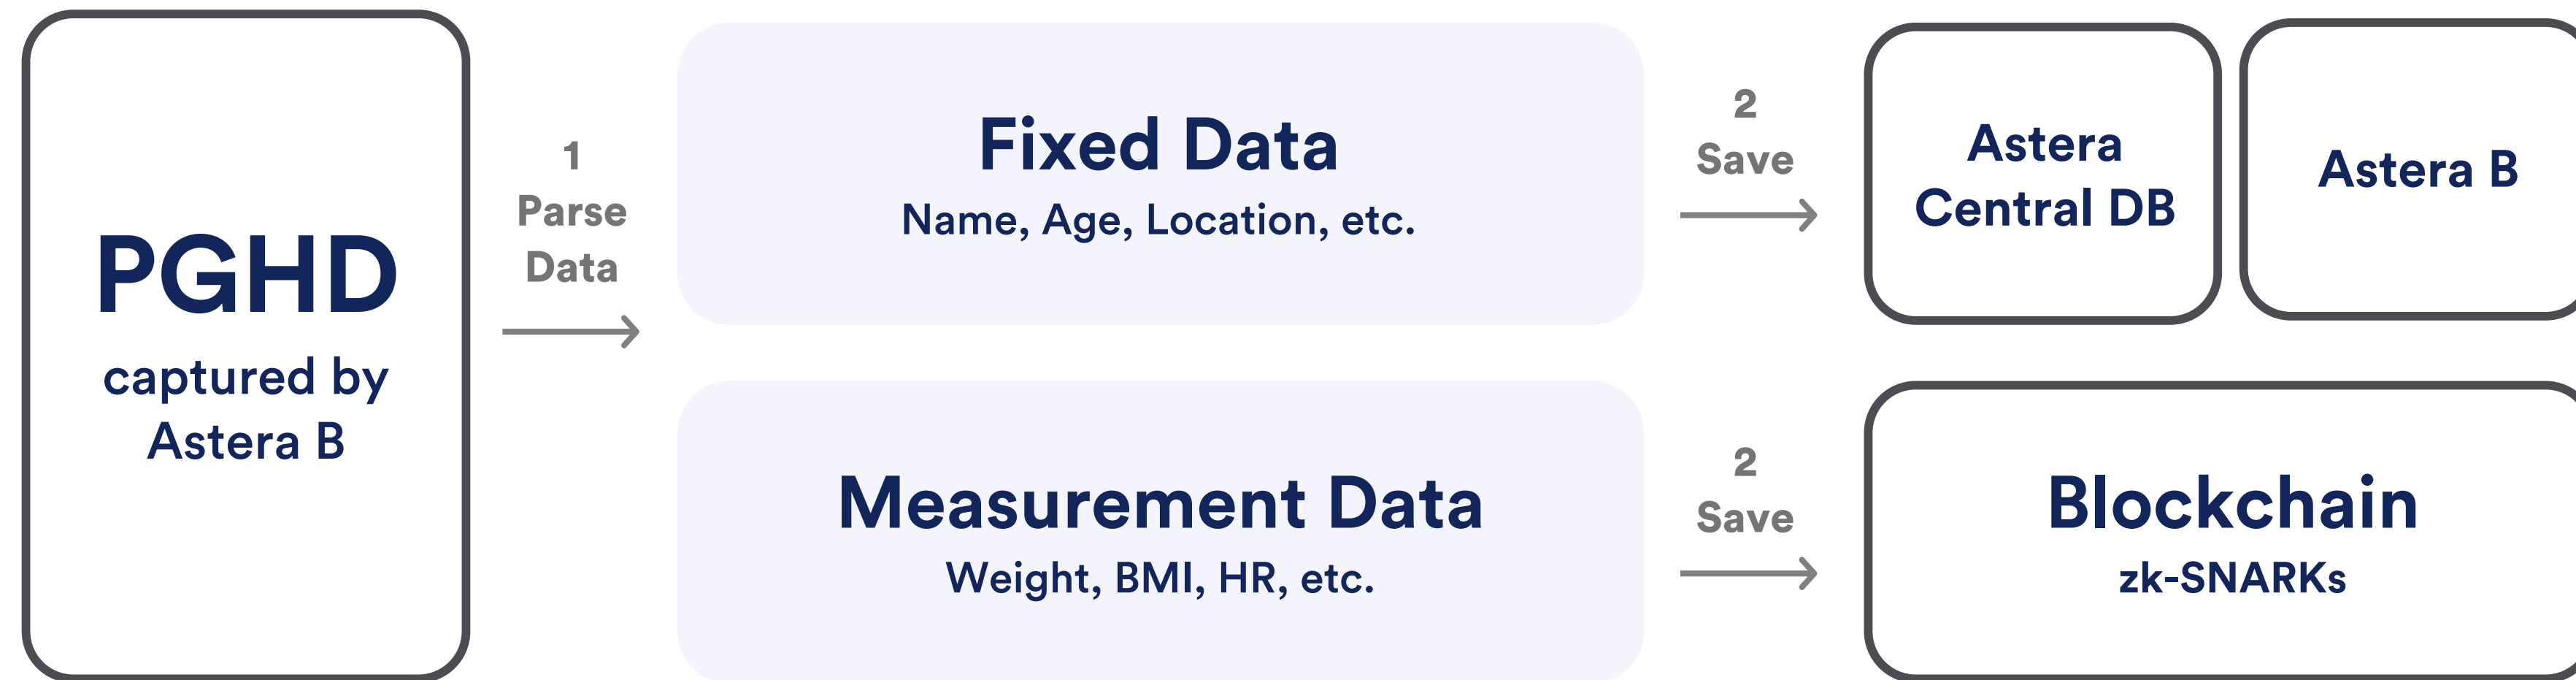 PGHD
captured by
Astera B
1
Parse
Data
Fixed Data
Name, Age, Location, etc.
2
Save
Astera
Central DB
Astera B
Measurement Data
Weight, BMI, HR, etc.
2
Save
Blockchain
zk-SNARKs